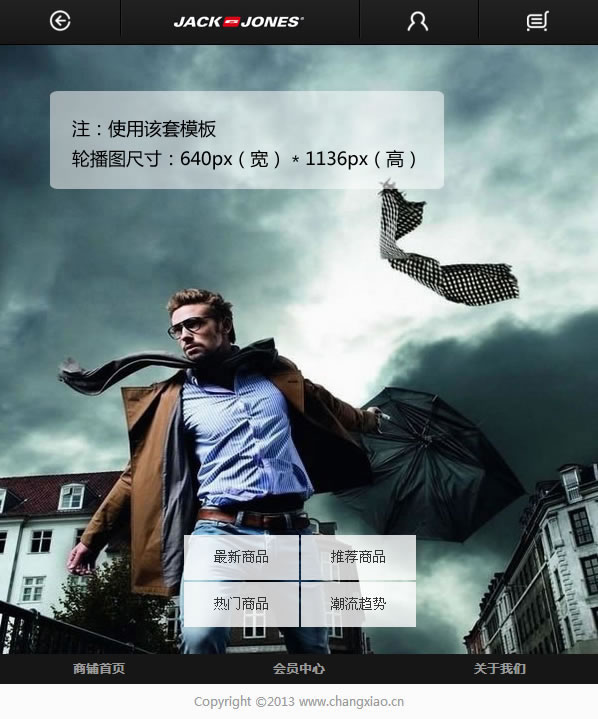 JACK JONES®
注：使用该套模板
轮播图尺寸：640px（宽）* 1136px（高）
最新商品 推荐商品
热门商品 潮流趋势
商铺首页 会员中心 关于我们
Copyright ©2013 www.changxiao.cn